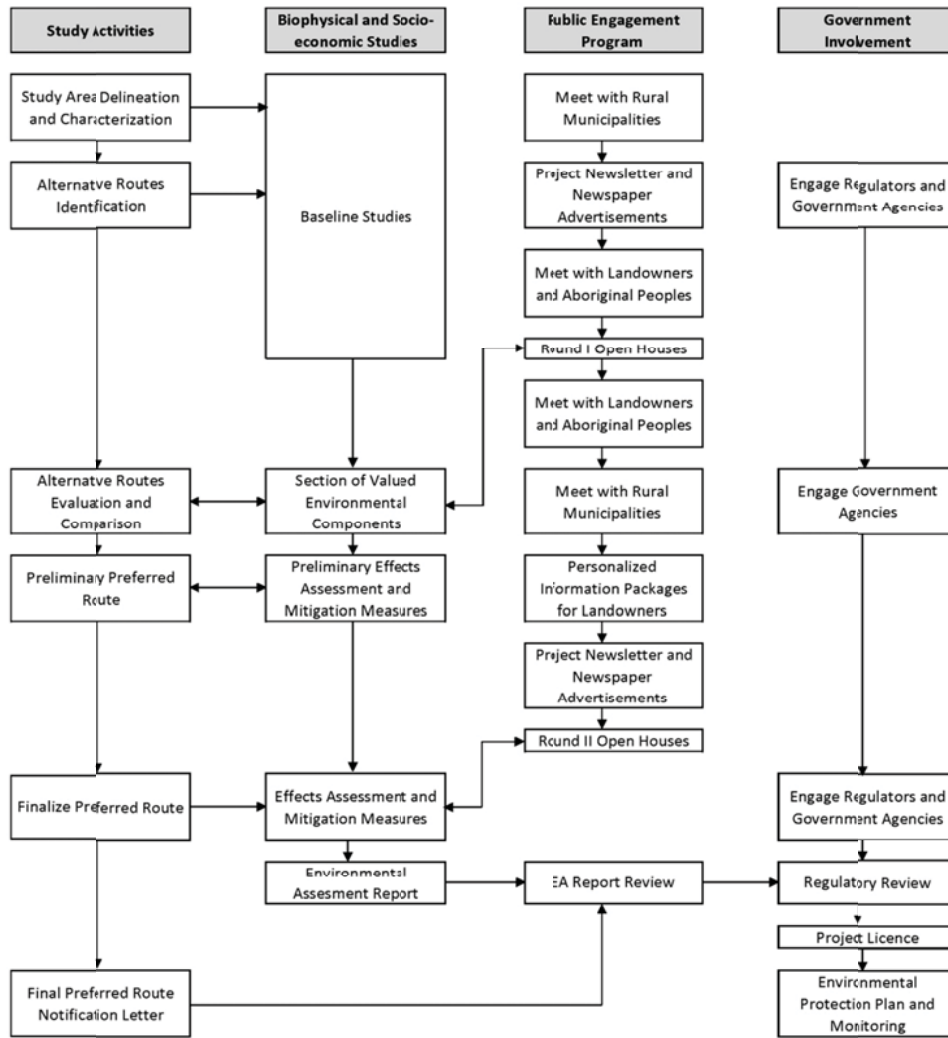 Study Activities
Biophysical and Socio-
economic Studies
Public Engagement
Program
Government
Involvement
Study Area Delineation
and Characterization
Meet with Rural
Municipalities
Alternative Routes
Identification
Baseline Studies
Project Newsletter and
Newspaper
Advertisements
Engage Regulators and
Government Agencies
Meet with Landowners
and Aboriginal Peoples
Round I Open Houses
Meet with Landowners
and Aboriginal Peoples
Alternative Routes
Evaluation and
Comparison
Section of Valued
Environmental
Components
Meet with Rural
Municipalities
Engage Government
Agencies
Preliminary Preferred
Route
Preliminary Effects
Assessment and
Mitigation Measures
Personalized
Information Packages
for Landowners
Project Newsletter and
Newspaper
Advertisements
Round II Open Houses
Finalize Preferred Route
Effects Assessment and
Mitigation Measures
Engage Regulators and
Government Agencies
Environmental
Assesment Report
EA Report Review
Regulatory Review
Project Licence
Final Preferred Route
Notification Letter
Environmental
Protection Plan and
Monitoring